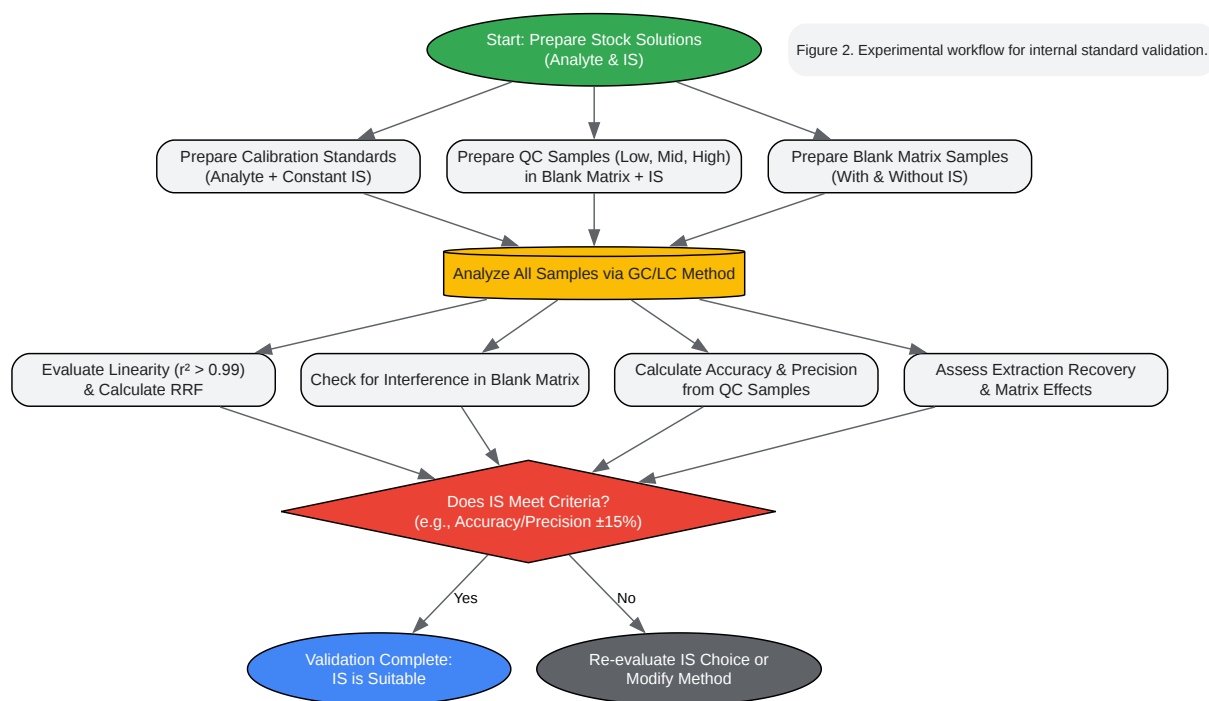 Start: Prepare Stock Solutions
(Analyte & IS)
Figure 2. Experimental workflow for internal standard validation.
Prepare Calibration Standards
(Analyte + Constant IS)
Prepare QC Samples (Low, Mid, High)
in Blank Matrix + IS
Prepare Blank Matrix Samples
(With & Without IS)
Analyze All Samples via GC/LC Method
Evaluate Linearity (r² > 0.99)
& Calculate RRF
Check for Interference in Blank Matrix
Calculate Accuracy & Precision
from QC Samples
Assess Extraction Recovery
& Matrix Effects
Does IS Meet Criteria?
(e.g., Accuracy/Precision ±15%)
Yes
No
Validation Complete:
IS is Suitable
Re-evaluate IS Choice or
Modify Method